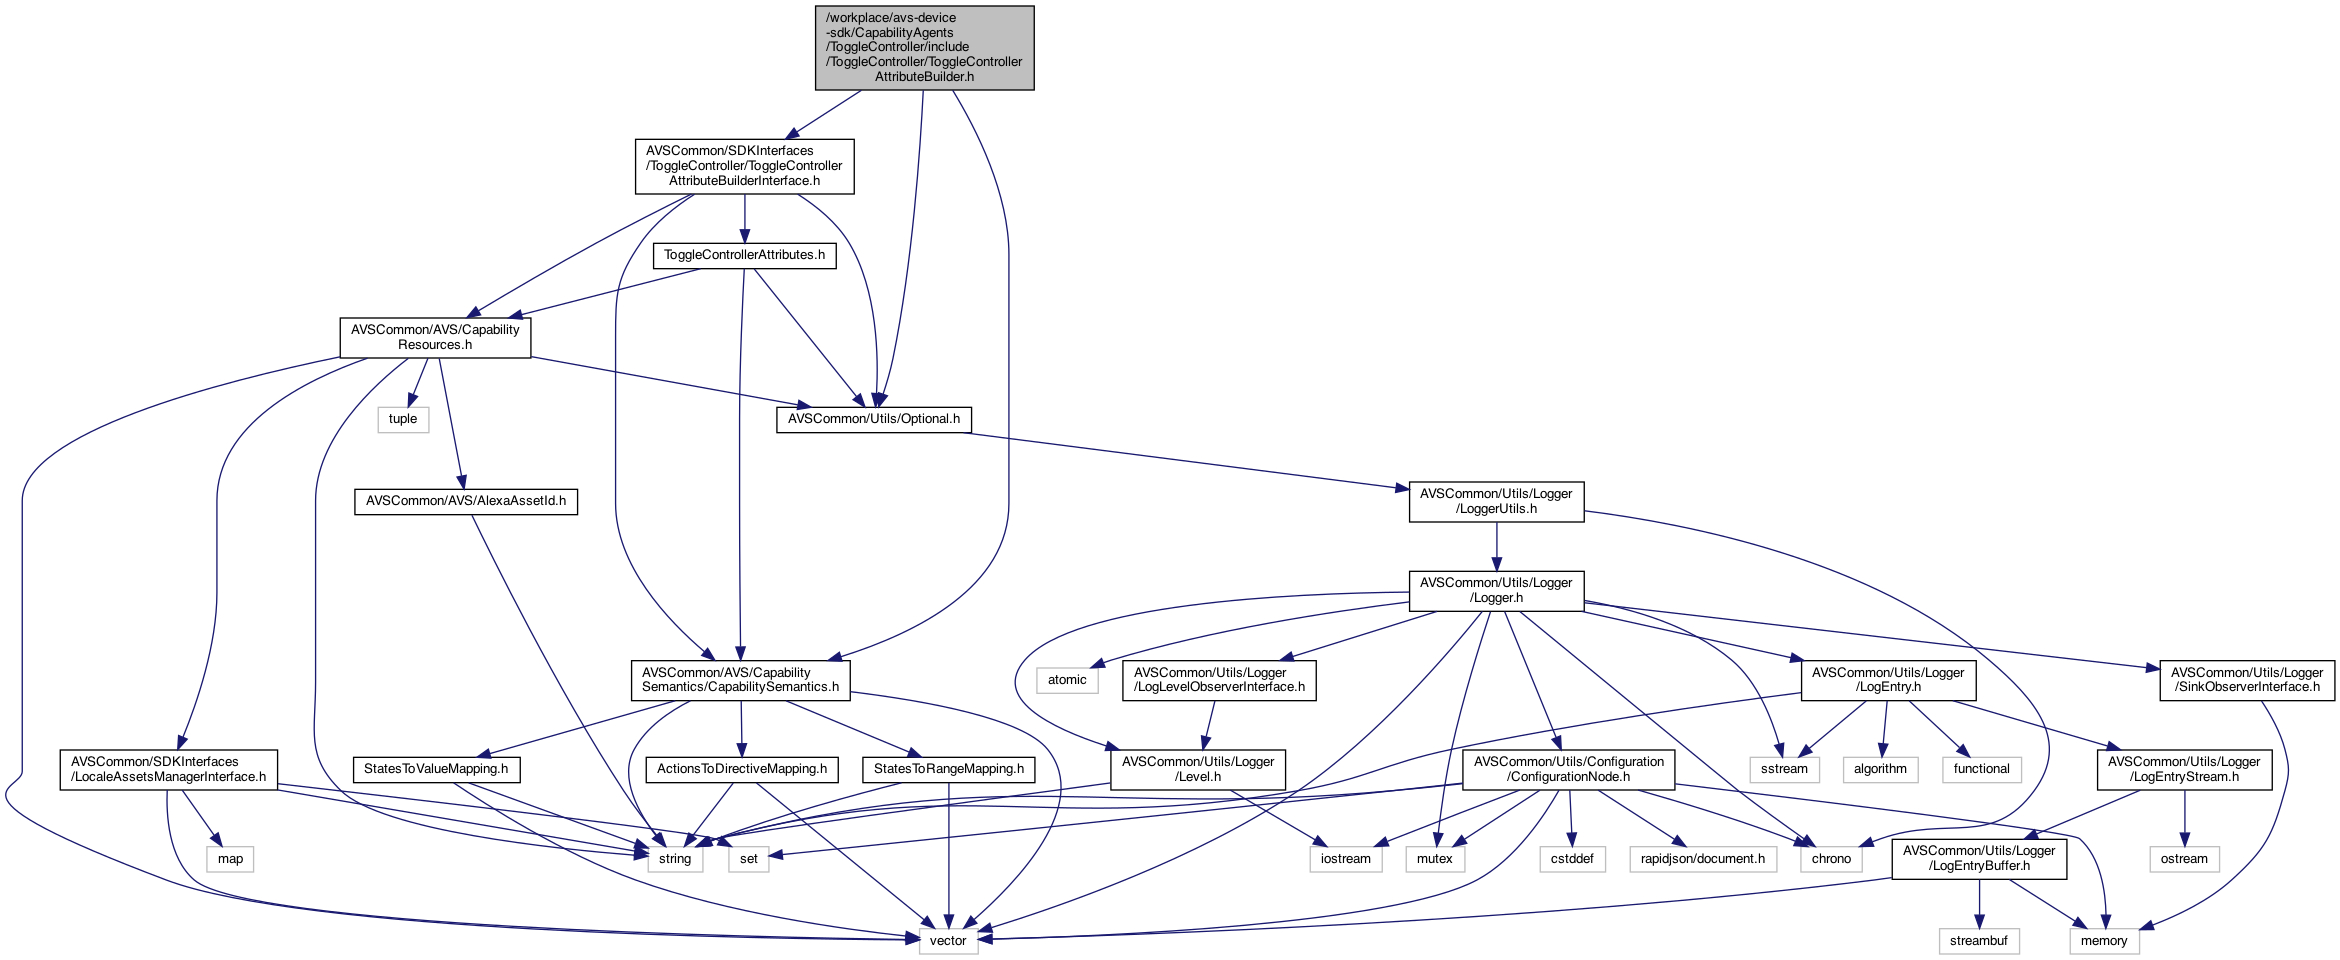 /workplace/avs-device
-sdk/CapabilityAgents
/ToggleController/include
/ToggleController/ToggleController
AttributeBuilder.h
AVSCommon/SDKInterfaces
/ToggleController/ToggleController
AttributeBuilderInterface.h
ToggleControllerAttributes.h
AVSCommon/AVS/Capability
Resources.h
tuple
AVSCommon/Utils/Optional.h
AVSCommon/AVS/AlexaAssetId.h
AVSCommon/Utils/Logger
/LoggerUtils.h
AVSCommon/Utils/Logger
/Logger.h
AVSCommon/AVS/Capability
Semantics/CapabilitySemantics.h
atomic
AVSCommon/Utils/Logger
/LogLevelObserverInterface.h
AVSCommon/Utils/Logger
/LogEntry.h
AVSCommon/Utils/Logger
/SinkObserverInterface.h
AVSCommon/SDKInterfaces
/LocaleAssetsManagerInterface.h
StatesToValueMapping.h
ActionsToDirectiveMapping.h
StatesToRangeMapping.h
AVSCommon/Utils/Logger
/Level.h
AVSCommon/Utils/Configuration
/ConfigurationNode.h
sstream
algorithm
functional
AVSCommon/Utils/Logger
/LogEntryStream.h
map
string
set
iostream
mutex
cstddef
rapidjson/document.h
chrono
AVSCommon/Utils/Logger
/LogEntryBuffer.h
ostream
vector
streambuf
memory